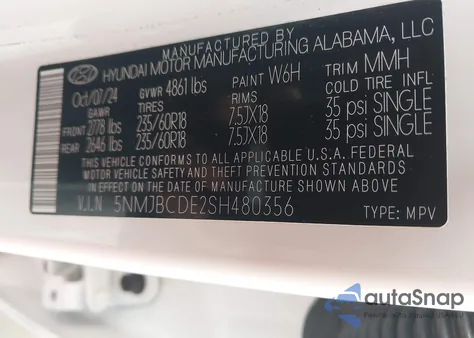 MANUFACTURED BY
HYUNDAI MOTOR MANUFACTURING ALABAMA, LLC
Oct/07/24 GVWR 4861 lbs PAINT W6H TRIM MMH
GAWR TIRES RIMS COLD TIRE INFL
FRONT 2778 lbs 235/60R18 7.5JX18 35 psi SINGLE
REAR 2646 lbs 235/60R18 7.5JX18 35 psi SINGLE
THIS VEHICLE CONFORMS TO ALL APPLICABLE U.S.A. FEDERAL
MOTOR VEHICLE SAFETY AND THEFT PREVENTION STANDARDS
IN EFFECT ON THE DATE OF MANUFACTURE SHOWN ABOVE.
V.I.N 5NMJBCDE2SH480356 TYPE: MPV
autaSnap